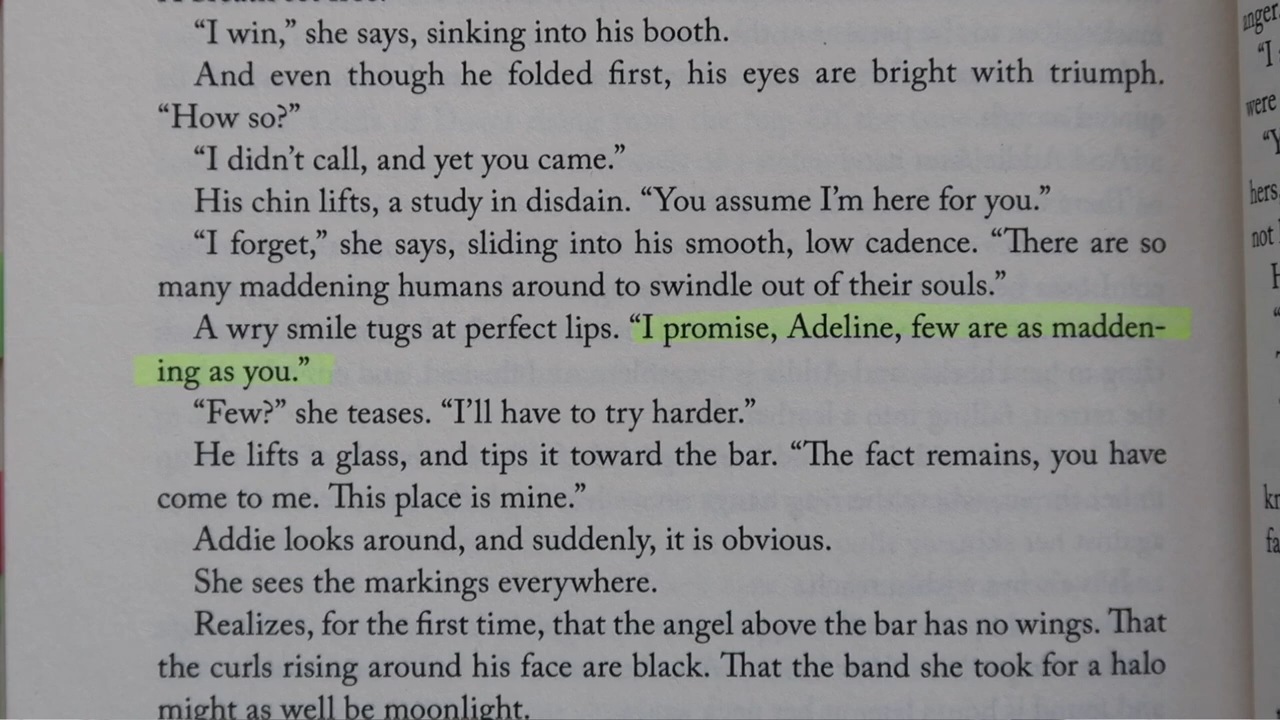 “I win,” she says, sinking into his booth.
And even though he folded first, his eyes are bright with triumph.
“How so?”
“I didn’t call, and yet you came.”
His chin lifts, a study in disdain. “You assume I’m here for you.”
“I forget,” she says, sliding into his smooth, low cadence. “There are so
many maddening humans around to swindle out of their souls.”
A wry smile tugs at perfect lips. “I promise, Adeline, few are as madden-
ing as you.”
“Few?” she teases. “I’ll have to try harder.”
He lifts a glass, and tips it toward the bar. “The fact remains, you have
come to me. This place is mine.”
Addie looks around, and suddenly, it is obvious.
She sees the markings everywhere.
Realizes, for the first time, that the angel above the bar has no wings. That
the curls rising around his face are black. That the band she took for a halo
might as well be moonlight.
were
hers
not